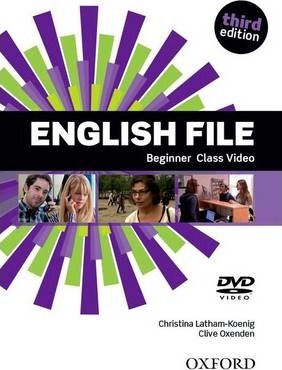 third
edition
ENGLISH FILE
Beginner Class Video
DVD
VIDEO
Christina Latham-Koenig
Clive Oxenden
OXFORD